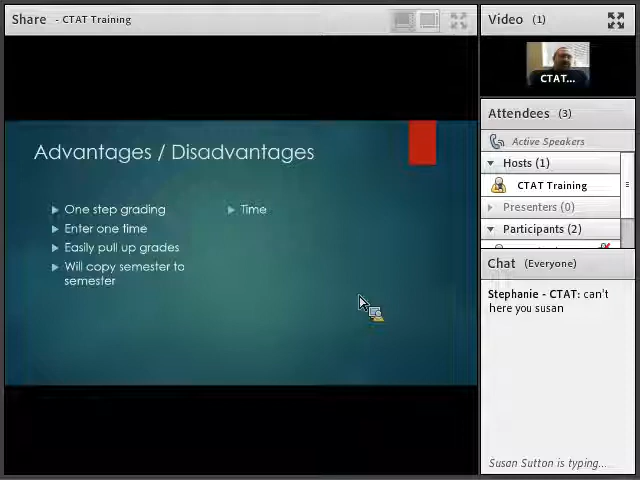 Share - CTAT Training
Advantages / Disadvantages
One step grading
Enter one time
Easily pull up grades
Will copy semester to
semester
Time
Video (1)
CTAT...
Attendees (3)
Active Speakers
Hosts (1)
CTAT Training
Presenters (0)
Participants (2)
Chat (Everyone)
Stephanie - CTAT: can't
here you susan
Susan Sutton is typing...